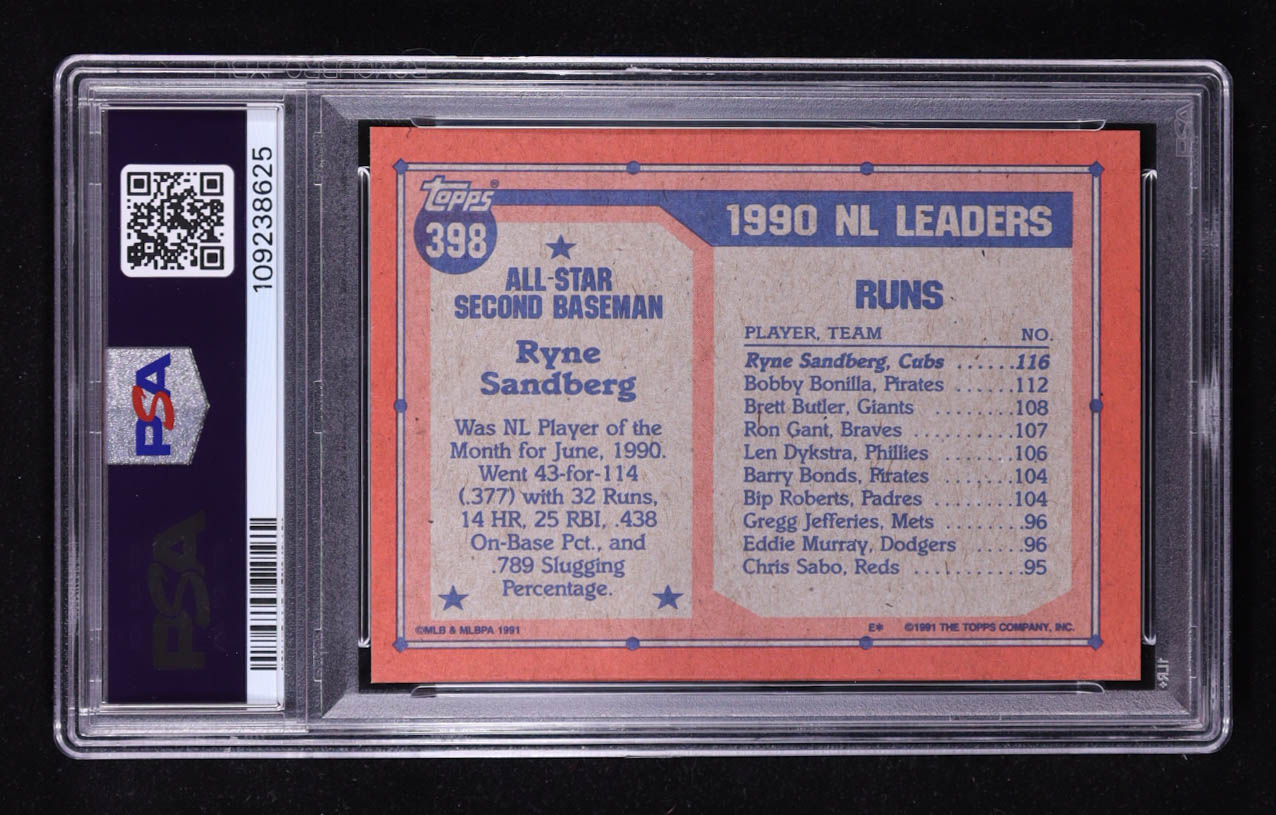 109238625
PSA
PSA
Topps®
398
ALL-STAR
SECOND BASEMAN
Ryne
Sandberg
Was NL Player of the
Month for June, 1990.
Went 43-for-114
(.377) with 32 Runs,
14 HR, 25 RBI, .438
On-Base Pct., and
.789 Slugging
Percentage.
©MLB & MLBPA 1991
1990 NL LEADERS
RUNS
PLAYER, TEAM NO.
Ryne Sandberg, Cubs ......116
Bobby Bonilla, Pirates ......112
Brett Butler, Giants ..........108
Ron Gant, Braves ..........107
Len Dykstra, Phillies ........106
Barry Bonds, Pirates ........104
Bip Roberts, Padres ........104
Gregg Jefferies, Mets ........96
Eddie Murray, Dodgers .....96
Chris Sabo, Reds ...........95
E* ©1991 THE TOPPS COMPANY, INC.